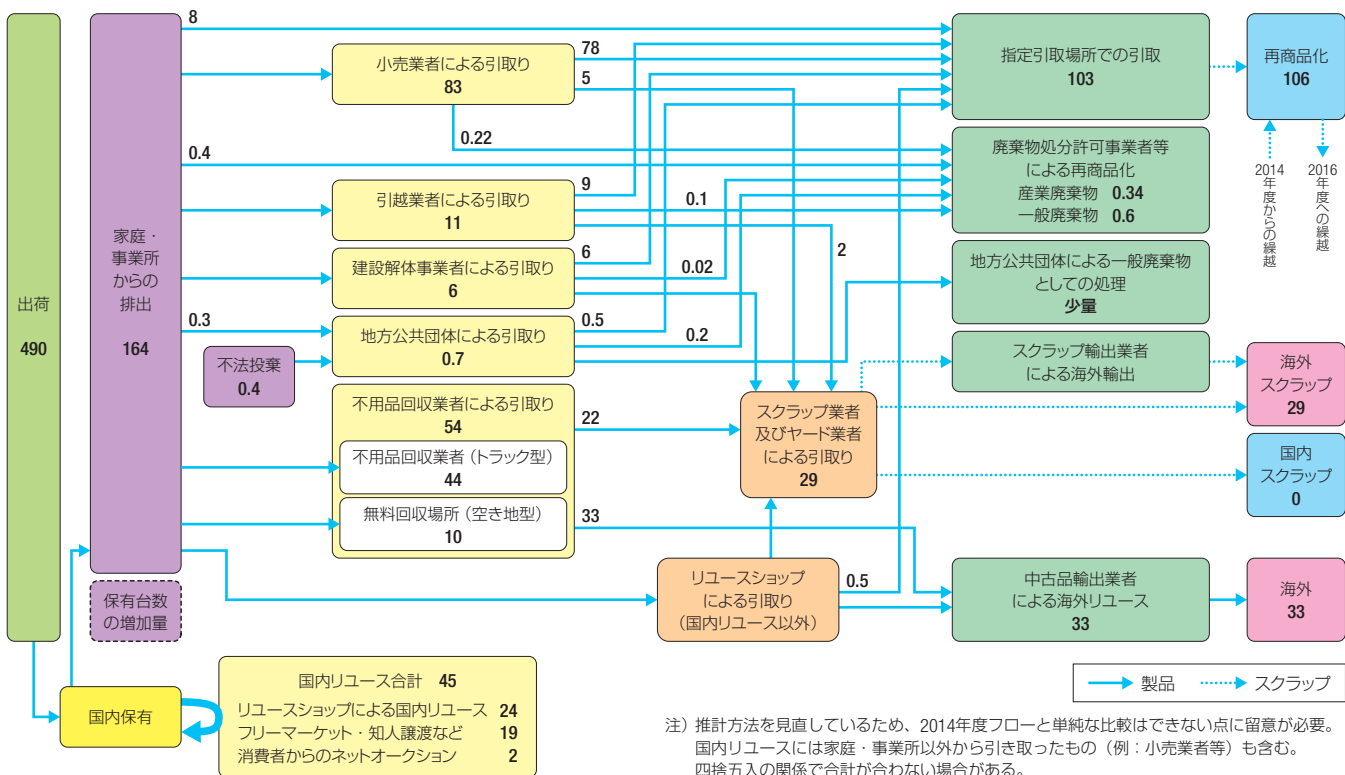 出荷
490
家庭・
事業所
からの
排出
164
保有台数
の増加量
国内保有
8
小売業者による引取り
83
78
5
0.22
0.4
引越業者による引取り
11
9
0.1
2
建設解体事業者による引取り
6
6
0.02
0.3
地方公共団体による引取り
0.7
0.5
0.2
不法投棄
0.4
不用品回収業者による引取り
54
22
不用品回収業者（トラック型）
44
無料回収場所（空き地型）
10
33
スクラップ業者
及びヤード業者
による引取り
29
リユースショップ
による引取り
（国内リユース以外）
0.5
指定引取場所での引取
103
廃棄物処分許可事業者等
による再商品化
産業廃棄物 0.34
一般廃棄物 0.6
地方公共団体による一般廃棄物
としての処理
少量
スクラップ輸出業者
による海外輸出
中古品輸出業者
による海外リユース
33
再商品化
106
2014年度からの繰越
2016年度への繰越
海外
スクラップ
29
国内
スクラップ
0
海外
33
国内リユース合計 45
リユースショップによる国内リユース 24
フリーマーケット・知人譲渡など 19
消費者からのネットオークション 2
製品 スクラップ
注）推計方法を見直しているため、2014年度フローと単純な比較はできない点に留意が必要。
国内リユースには家庭・事業所以外から引き取ったもの（例：小売業者等）も含む。
四捨五入の関係で合計が合わない場合がある。